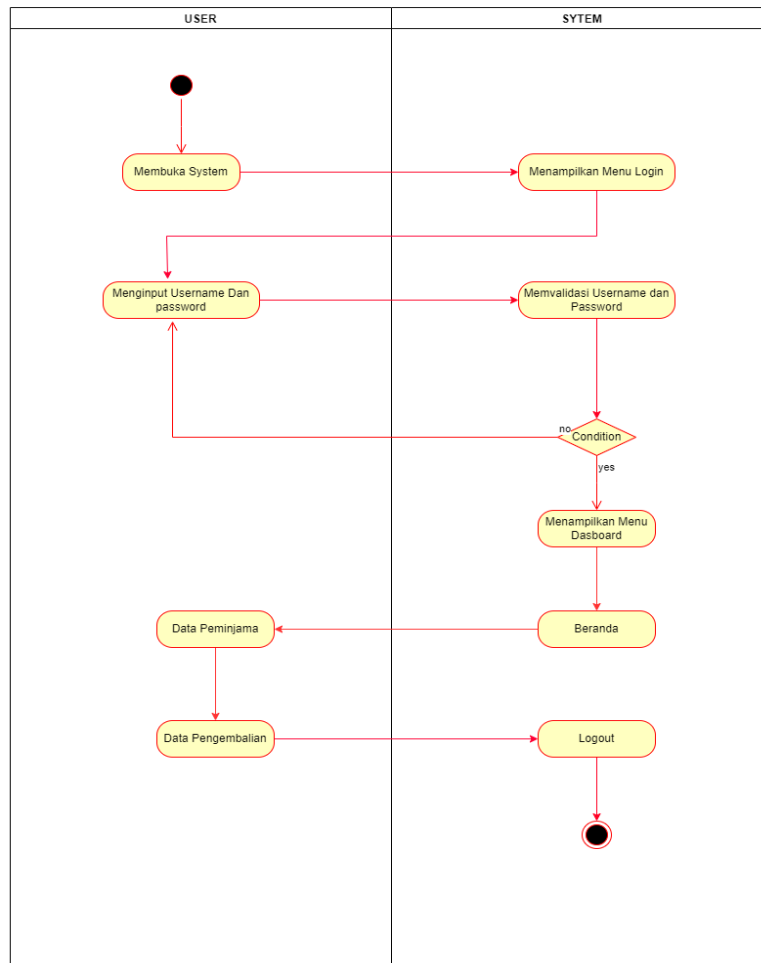 USER
SYTEM
Membuka System
Menampilkan Menu Login
Menginput Username Dan
password
Memvalidasi Username dan
Password
no
Condition
yes
Menampilkan Menu
Dasboard
Data Peminjama
Beranda
Data Pengembalian
Logout